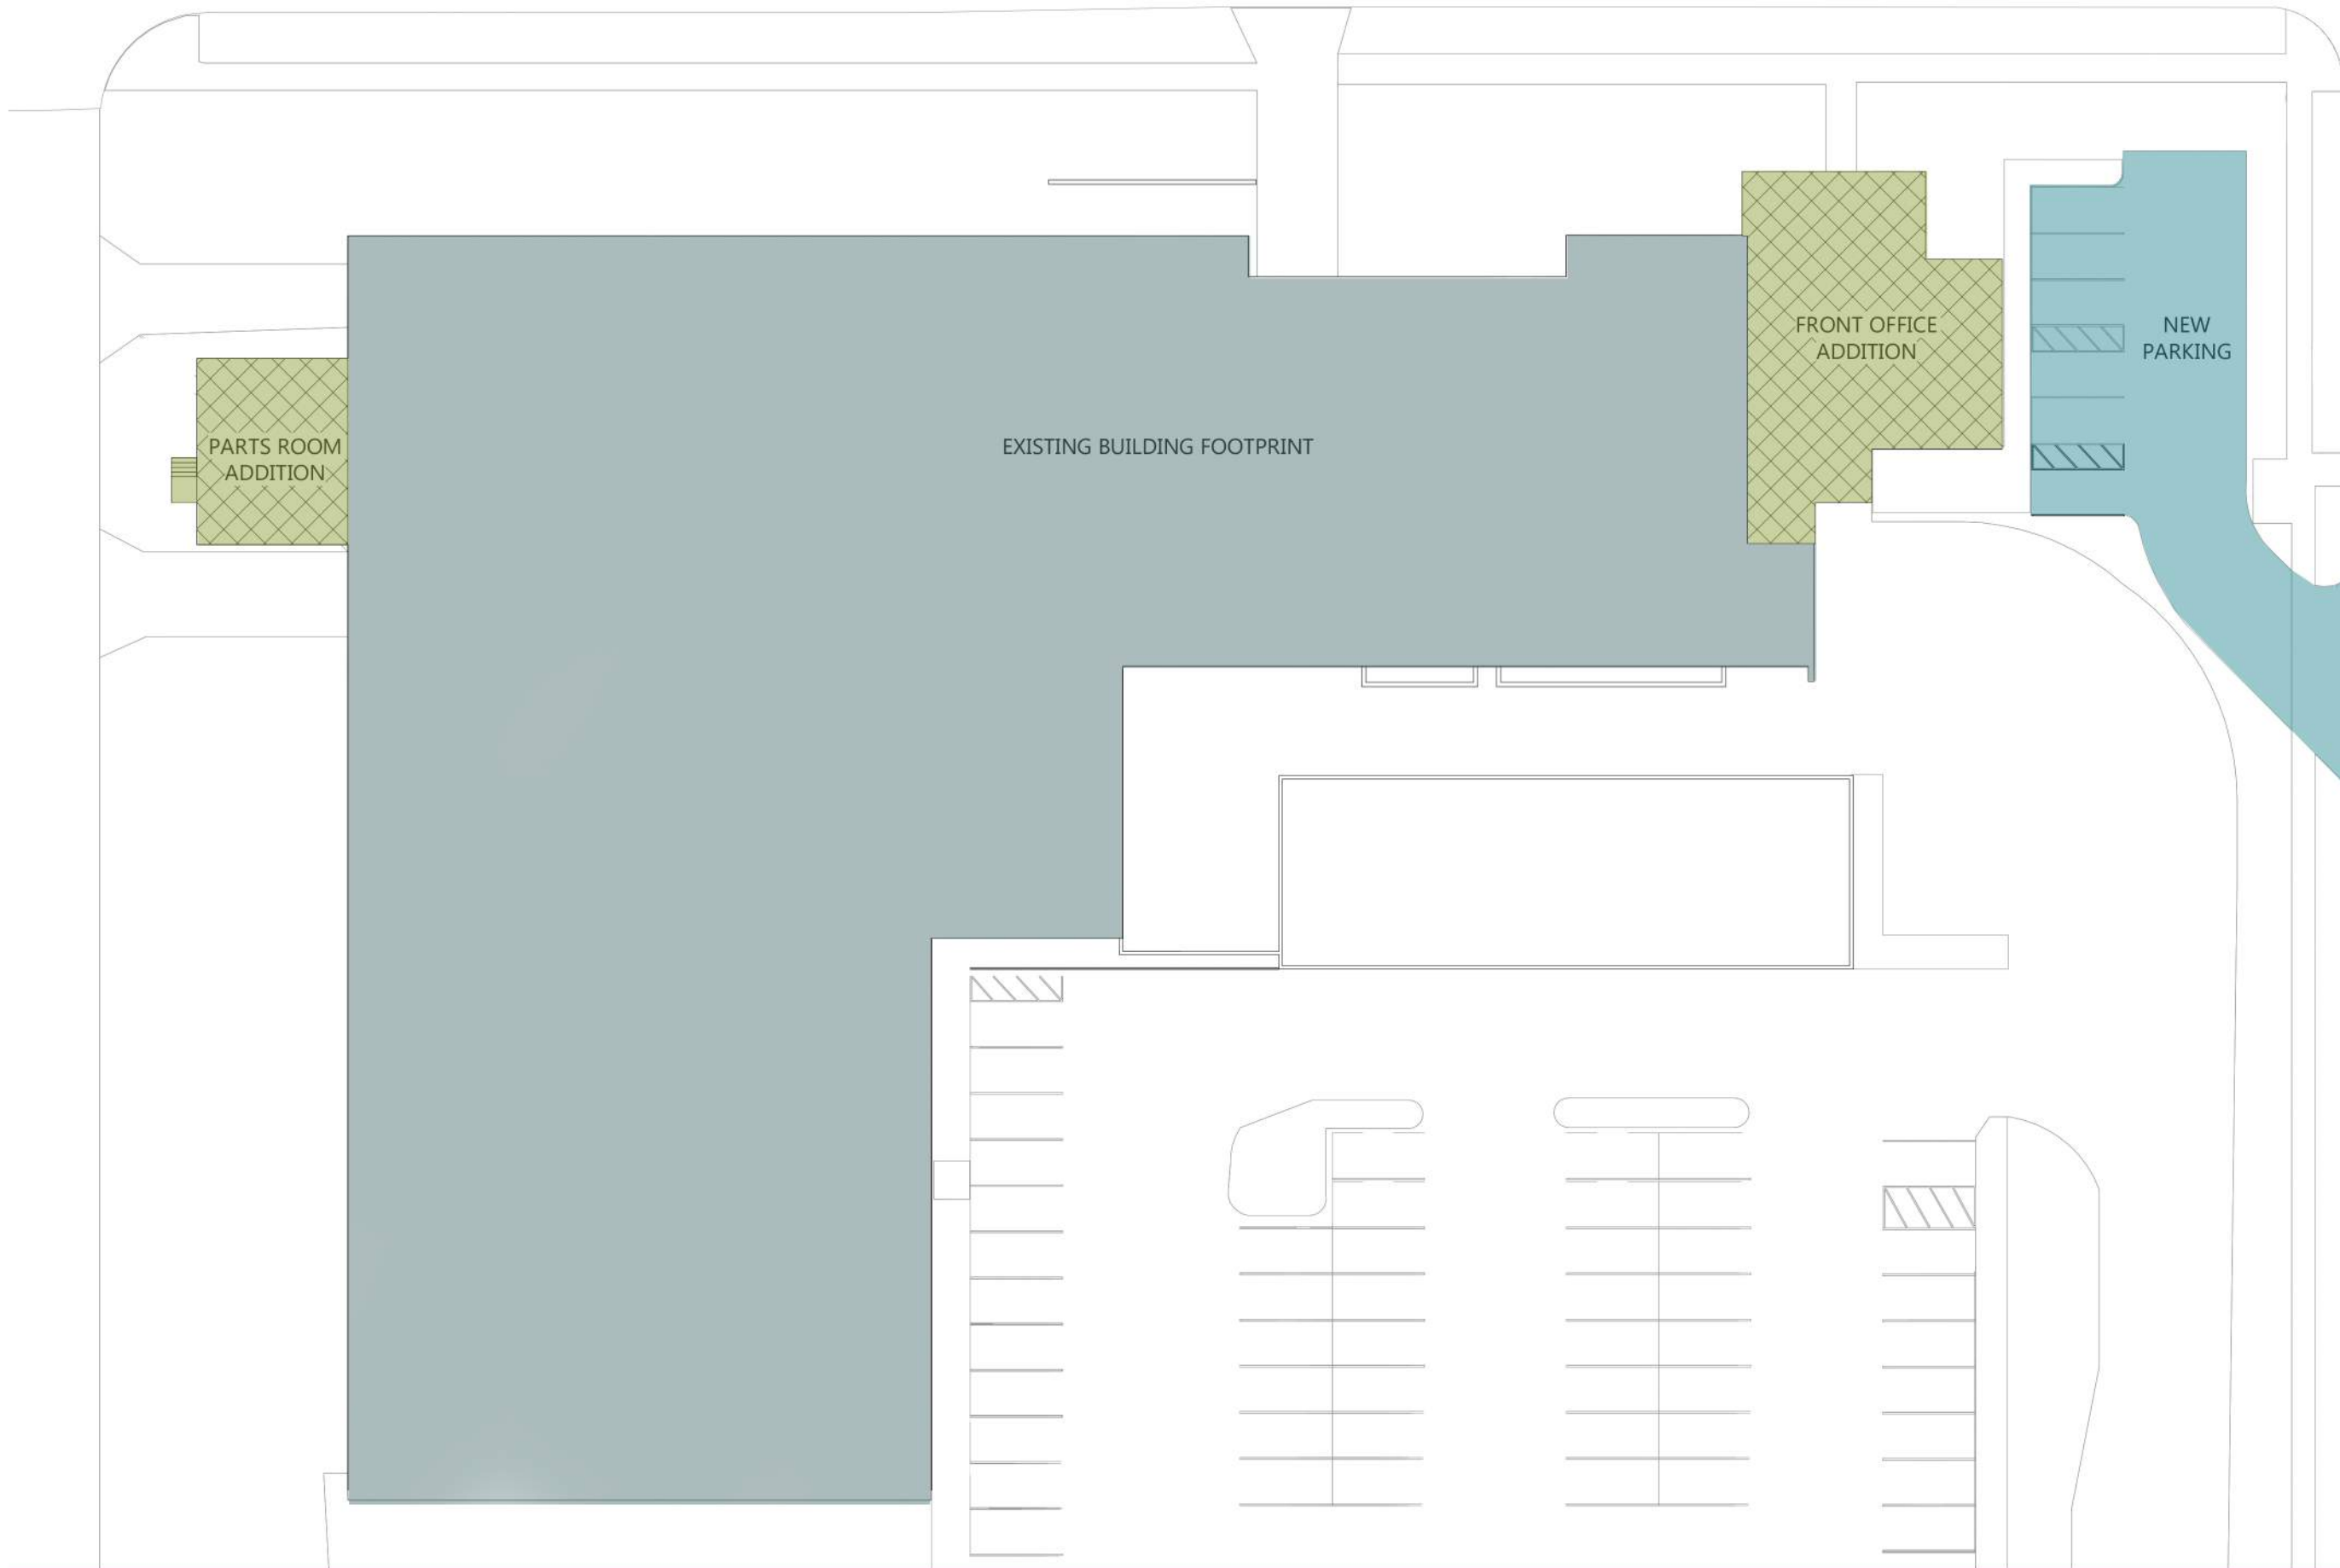 FRONT OFFICE
ADDITION
NEW
PARKING
PARTS ROOM
ADDITION
EXISTING BUILDING FOOTPRINT